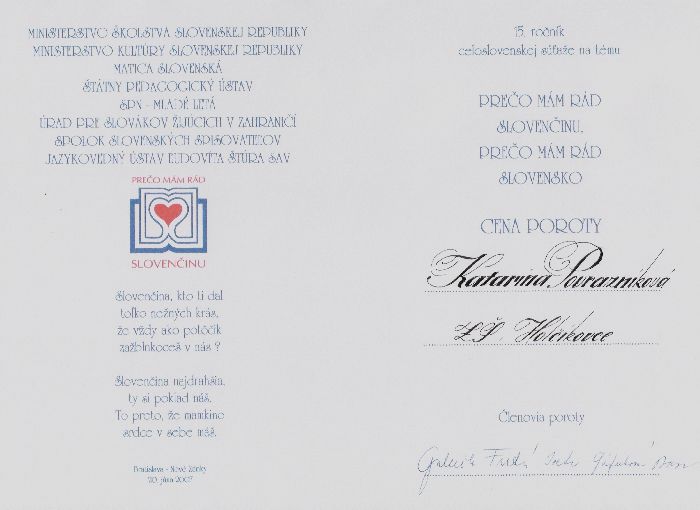 MINISTERSTVO ŠKOLSTVA SLOVENSKEJ REPUBLIKY
MINISTERSTVO KULTÚRY SLOVENSKEJ REPUBLIKY
MATICA SLOVENSKÁ
ŠTÁTNY PEDAGOGICKÝ ÚSTAV
SPN - MLADÉ LETÁ
ÚRAD PRE SLOVÁKOV ŽIJÚCICH V ZAHRANIČÍ
SPOLOK SLOVENSKÝCH SPISOVATEĽOV
JAZYKOVEDNÝ ÚSTAV ĽUDOVÍTA ŠTÚRA SAV
PREČO MÁM RÁD
SLOVENČINU
Slovenčina, kto ti dal
toľko nežných krás,
že vždy ako potôčik
zažblnkoceš v nás ?
Slovenčina najdrahšia,
ty si poklad náš.
To preto, že mamkino
srdce v sebe máš.
Bratislava - Nové Zámky
20. júna 2007
15. ročník
celoslovenskej súťaže na tému
PREČO MÁM RÁD
SLOVENČINU,
PREČO MÁM RÁD
SLOVENSKO
CENA POROTY
Katarína Povrazníková
ZŠ, Holčíkovce
Členovia poroty